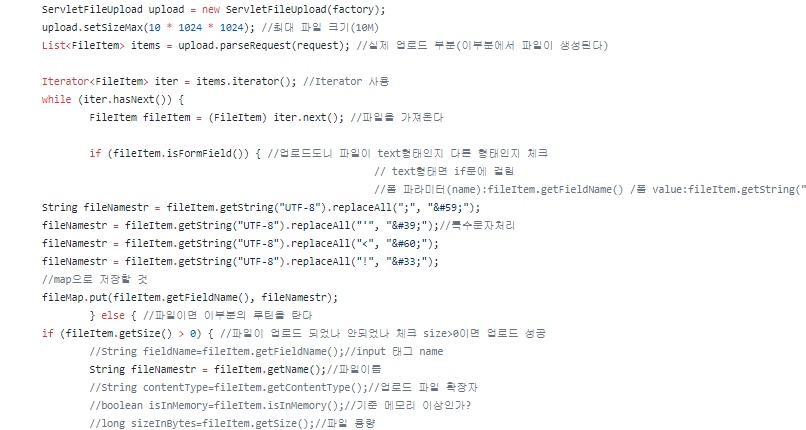 ServletFileUpload upload = new ServletFileUpload(factory);
upload.setSizeMax(10 * 1024 * 1024); //최대 파일 크기(10M)
List<FileItem> items = upload.parseRequest(request); //실제 업로드 부분(이부분에서 파일이 생성된다)
Iterator<FileItem> iter = items.iterator(); //Iterator 사용
while (iter.hasNext()) {
FileItem fileItem = (FileItem) iter.next(); //파일을 가져온다
if (fileItem.isFormField()) { //업로드도니 파일이 text형태인지 다른 형태인지 체크
// text형태면 if문에 걸림
//폼 파라미터(name):fileItem.getFieldName() /폼 value:fileItem.getString("
String fileNamestr = fileItem.getString("UTF-8").replaceAll(";", "&#59;");
fileNamestr = fileItem.getString("UTF-8").replaceAll("'", "&#39;");//특수문자처리
fileNamestr = fileItem.getString("UTF-8").replaceAll("<", "&#60;");
fileNamestr = fileItem.getString("UTF-8").replaceAll("!", "&#33;");
//map으로 저장할 것
fileMap.put(fileItem.getFieldName(), fileNamestr);
} else { //파일이면 이부분의 루틴을 탄다
if (fileItem.getSize() > 0) { //파일이 업로드 되었나 안되었나 체크 size>0이면 업로드 성공
//String fieldName=fileItem.getFieldName();//input 태그 name
String fileNamestr = fileItem.getName();//파일이름
//String contentType=fileItem.getContentType();//업로드 파일 확장자
//boolean isInMemory=fileItem.isInMemory();//기준 메모리 이상인가?
//long sizeInBytes=fileItem.getSize();//파일 용량